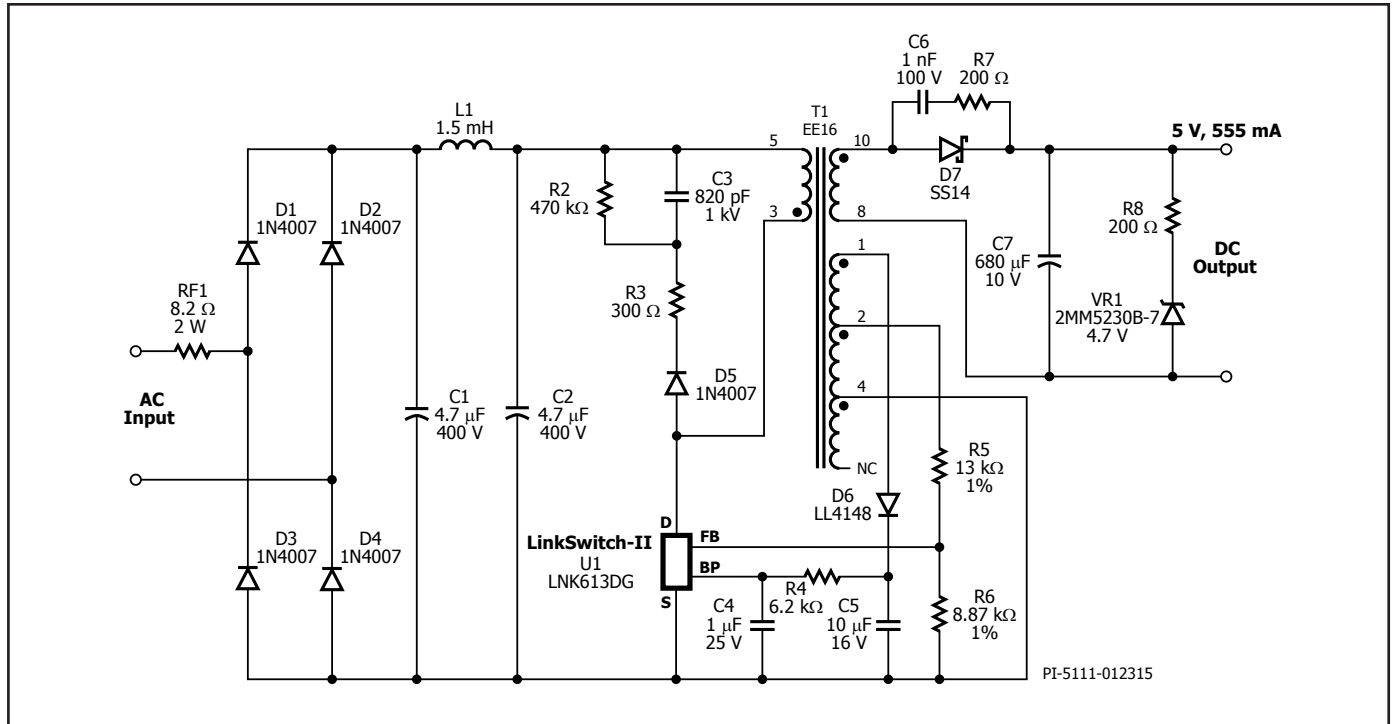 C6
1 nF
100 V
R7
200 Ω
L1
1.5 mH
T1
EE16
5 V, 555 mA
5
10
D7
SS14
R2
470 kΩ
C3
820 pF
1 kV
3
8
R8
200 Ω
D1
1N4007
D2
1N4007
1
C7
680 μF
10 V
DC
Output
RF1
8.2 Ω
2 W
R3
300 Ω
2
VR1
2MM5230B-7
4.7 V
AC
Input
C1
4.7 μF
400 V
C2
4.7 μF
400 V
D5
1N4007
4
NC
R5
13 kΩ
1%
D6
LL4148
D3
1N4007
D4
1N4007
D
LinkSwitch-II
U1
LNK613DG
FB
BP
S
R4
6.2 kΩ
C4
1 μF
25 V
C5
10 μF
16 V
R6
8.87 kΩ
1%
PI-5111-012315